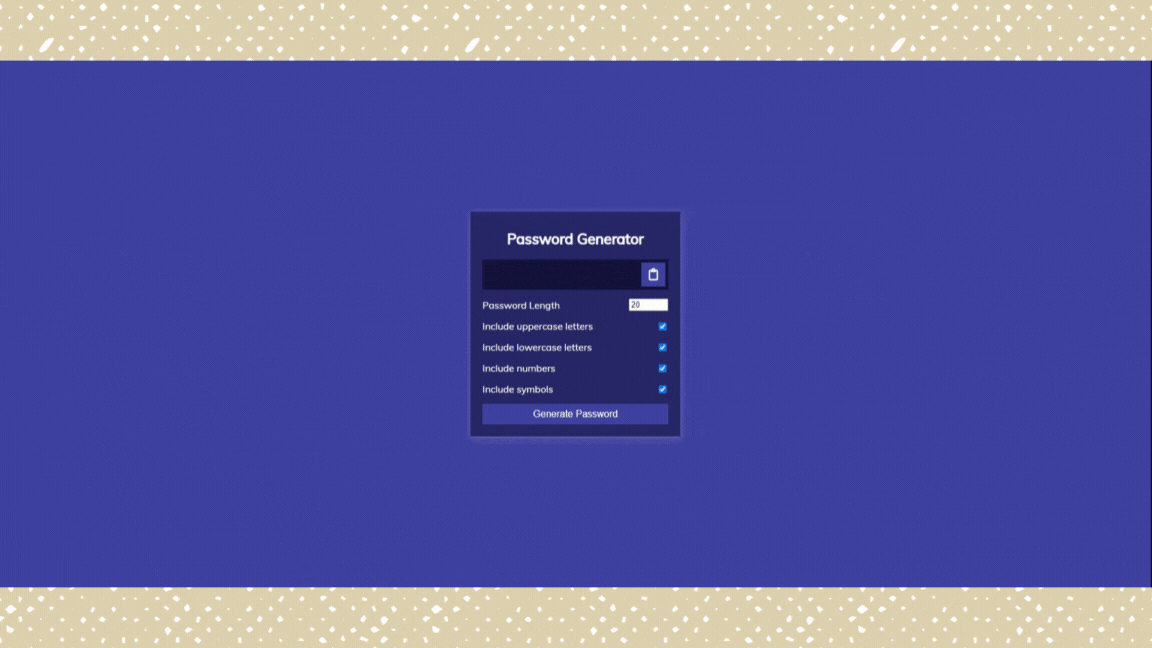 Password Generator
Password Length 20
Include uppercase letters
Include lowercase letters
Include numbers
Include symbols
Generate Password